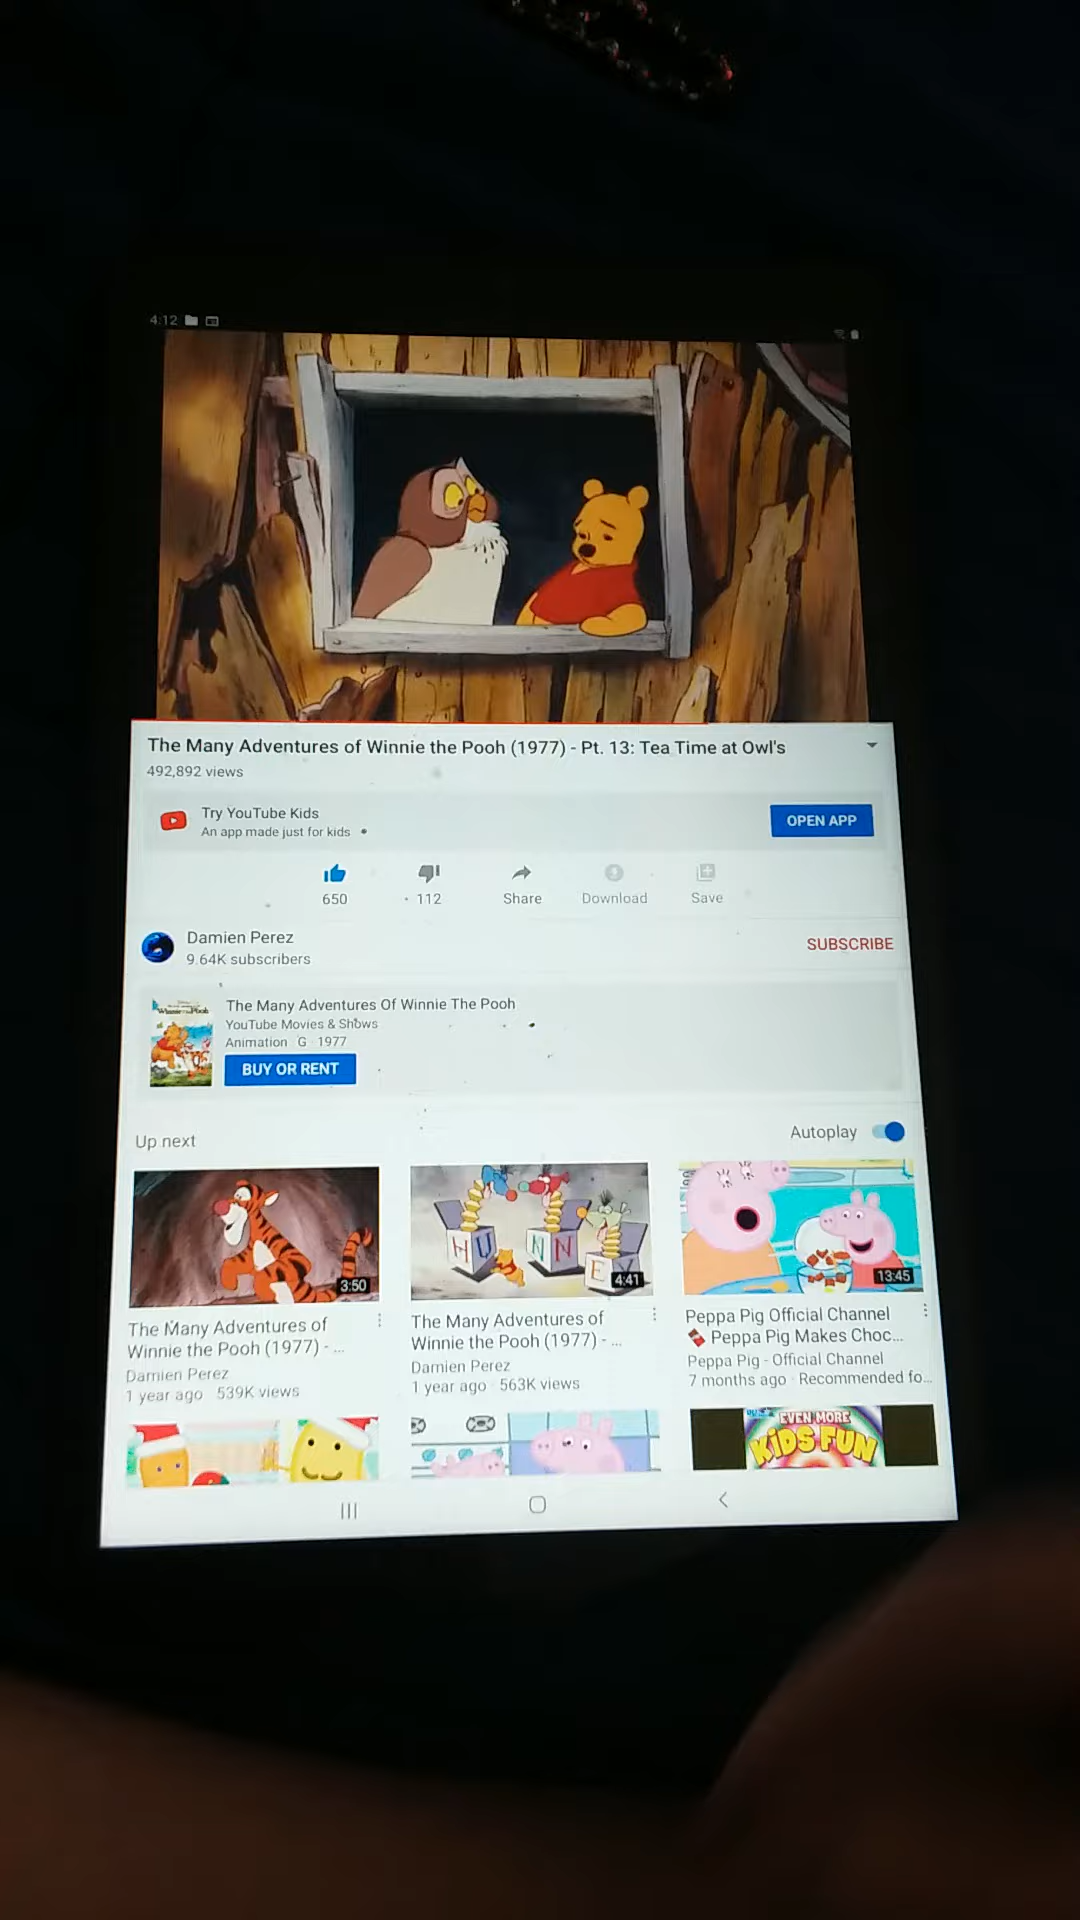 4:12
The Many Adventures of Winnie the Pooh (1977) - Pt. 13: Tea Time at Owl's
492,892 views
Try YouTube Kids
An app made just for kids
OPEN APP
650
112
Share
Download
Save
Damien Perez
9.64K subscribers
SUBSCRIBE
Winnie the Pooh
The Many Adventures Of Winnie The Pooh
YouTube Movies & Shows
Animation G 1977
BUY OR RENT
Up next
Autoplay
3:50
HUNNEY
4:41
13:45
The Many Adventures of
Winnie the Pooh (1977) - ...
Damien Perez
1 year ago · 539K views
The Many Adventures of
Winnie the Pooh (1977) - ...
Damien Perez
1 year ago · 563K views
Peppa Pig Official Channel
🍫 Peppa Pig Makes Choc...
Peppa Pig - Official Channel
7 months ago · Recommended fo...
EVEN MORE
KiDS FUN